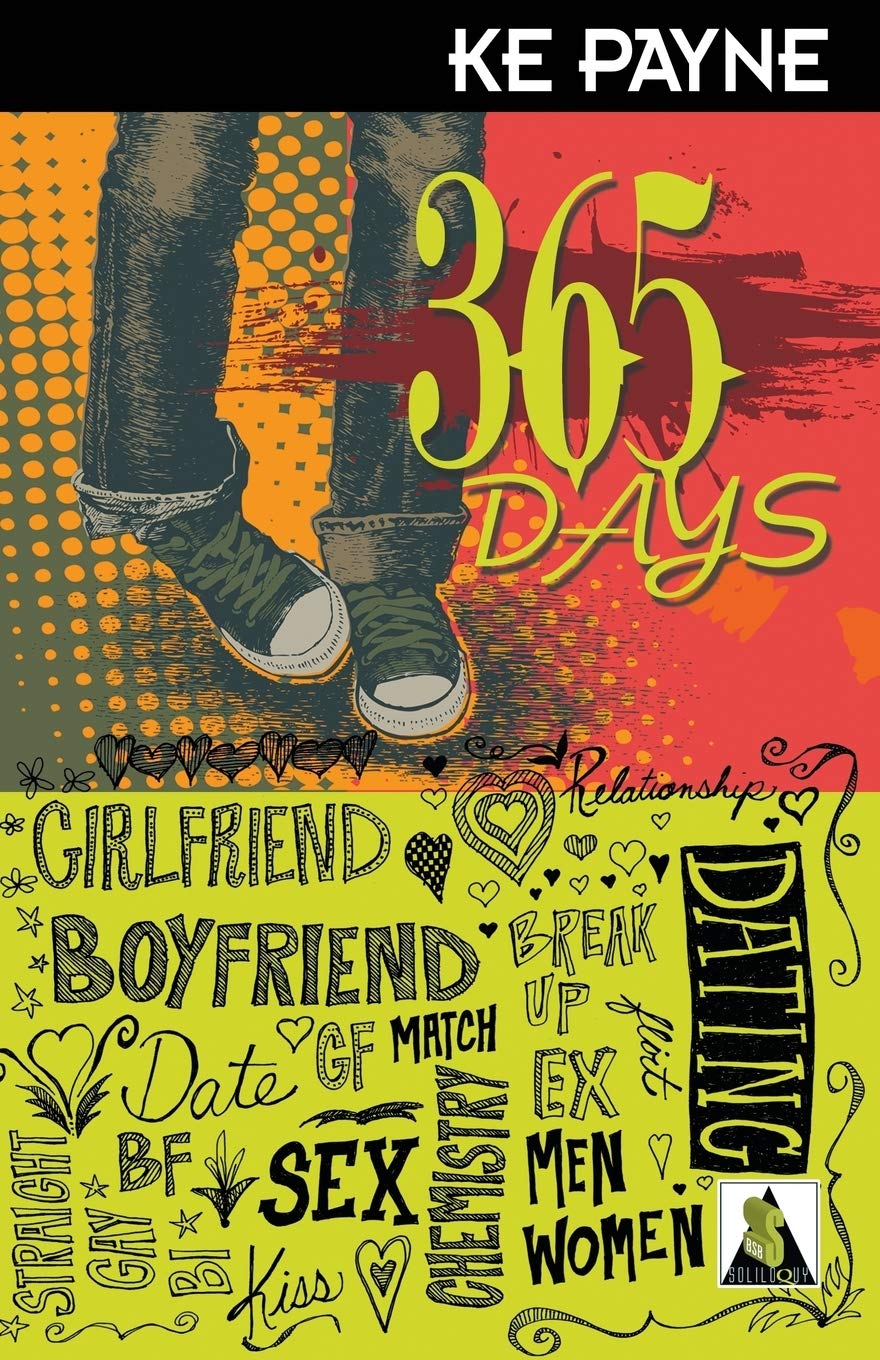 KE PAYNE
365
DAYS
Relationship
GIRLFRIEND
BOYFRIEND
BREAK
UP
flirt
DATING
Date
GF
MATCH
EX
CHEMISTRY
STRAIGHT
GAY
BF
BI
SEX
Kiss
MEN
WOMEN
S
BSB
SOLILOQUY